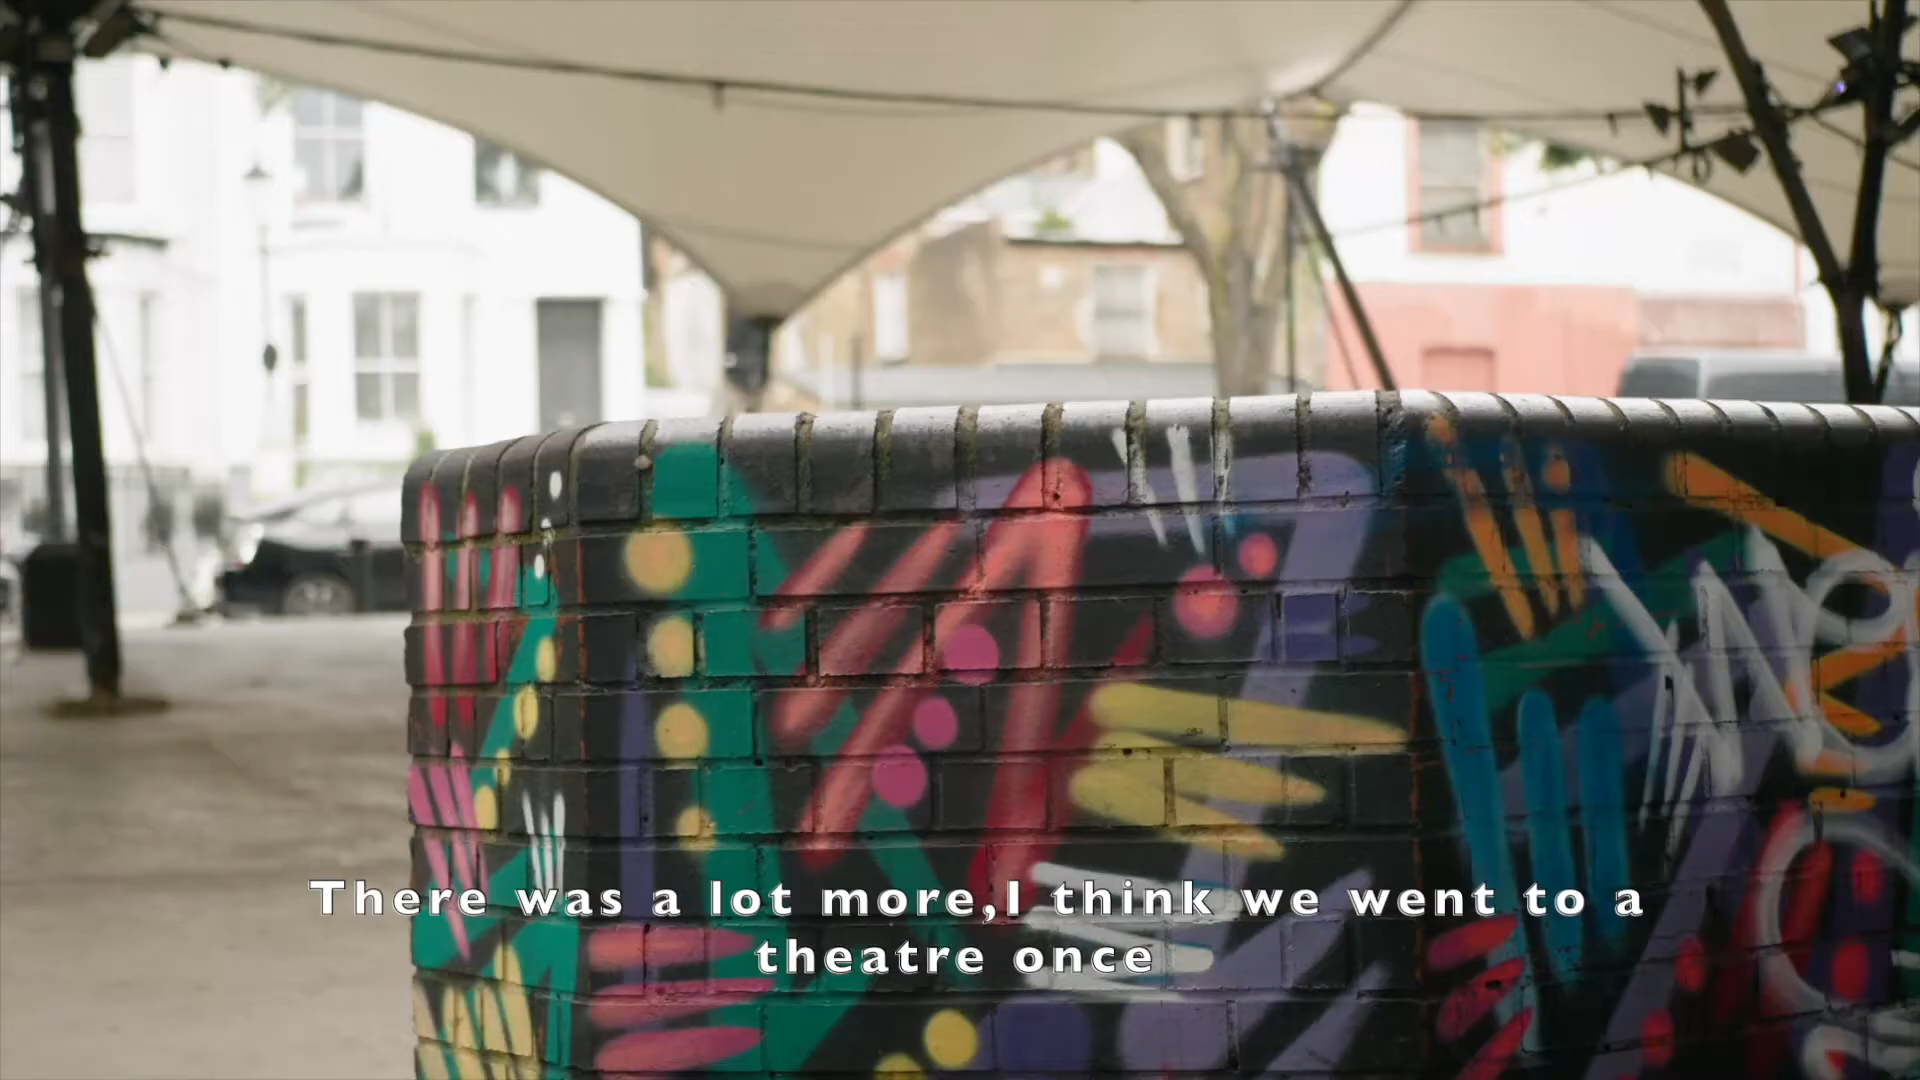 There was a lot more,I think we went to a
theatre once